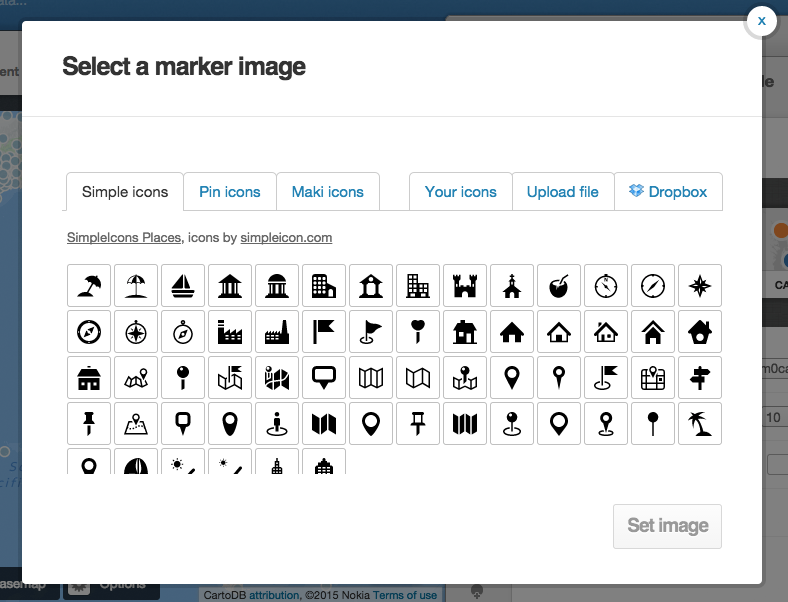 x
Select a marker image
Simple icons
Pin icons
Maki icons
Your icons
Upload file
Dropbox
SimpleIcons Places, icons by simpleicon.com
Set image
Options
CartoDB attribution, ©2015 Nokia Terms of use
10